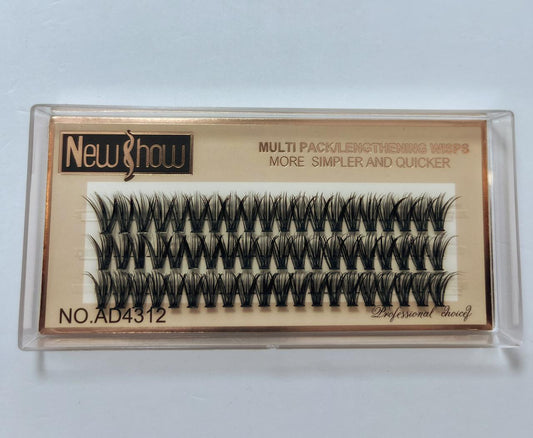 New Show
MULTI PACK/LENGTHENING WISPS
MORE SIMPLER AND QUICKER
NO.AD4312
Professional choice